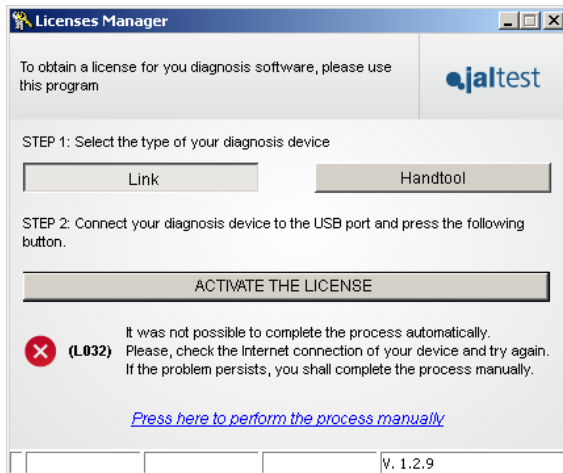 Licenses Manager
To obtain a license for you diagnosis software, please use
this program
jaltest
STEP 1: Select the type of your diagnosis device
Link
Handtool
STEP 2: Connect your diagnosis device to the USB port and press the following
button.
ACTIVATE THE LICENSE
(L032)
It was not possible to complete the process automatically.
Please, check the Internet connection of your device and try again.
If the problem persists, you shall complete the process manually.
Press here to perform the process manually
V. 1.2.9